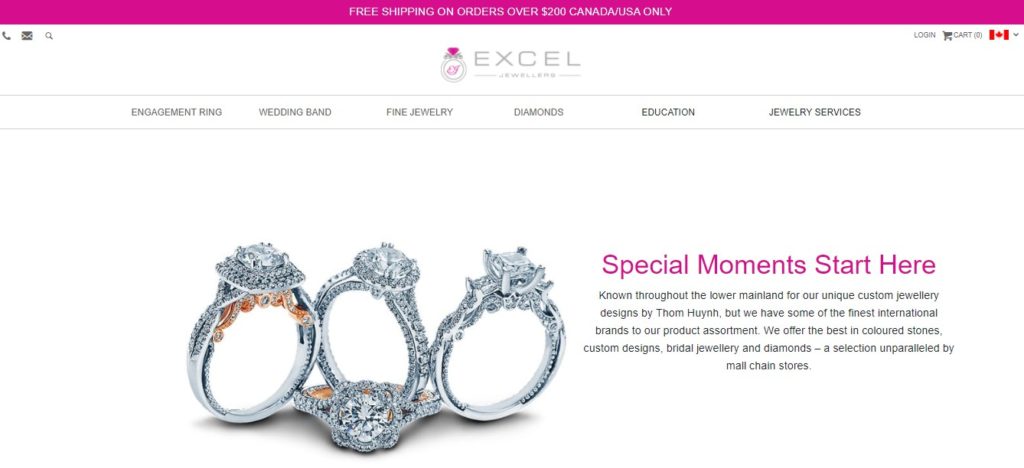 FREE SHIPPING ON ORDERS OVER $200 CANADA/USA ONLY
LOGIN CART (0)
EJ
EXCEL
JEWELLERS
ENGAGEMENT RING WEDDING BAND FINE JEWELRY DIAMONDS EDUCATION JEWELRY SERVICES
Special Moments Start Here
Known throughout the lower mainland for our unique custom jewellery
designs by Thom Huynh, but we have some of the finest international
brands to our product assortment. We offer the best in coloured stones,
custom designs, bridal jewellery and diamonds – a selection unparalleled by
mall chain stores.